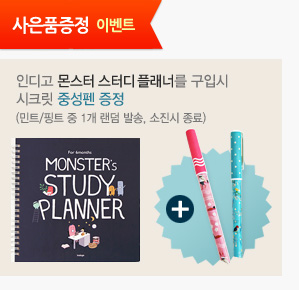 사은품증정 이벤트
인디고 몬스터 스터디 플래너를 구입시
시크릿 중성펜 증정
(민트/핑트 중 1개 랜덤 발송, 소진시 종료)
For 6months
MONSTER's
STUDY
PLANNER
+